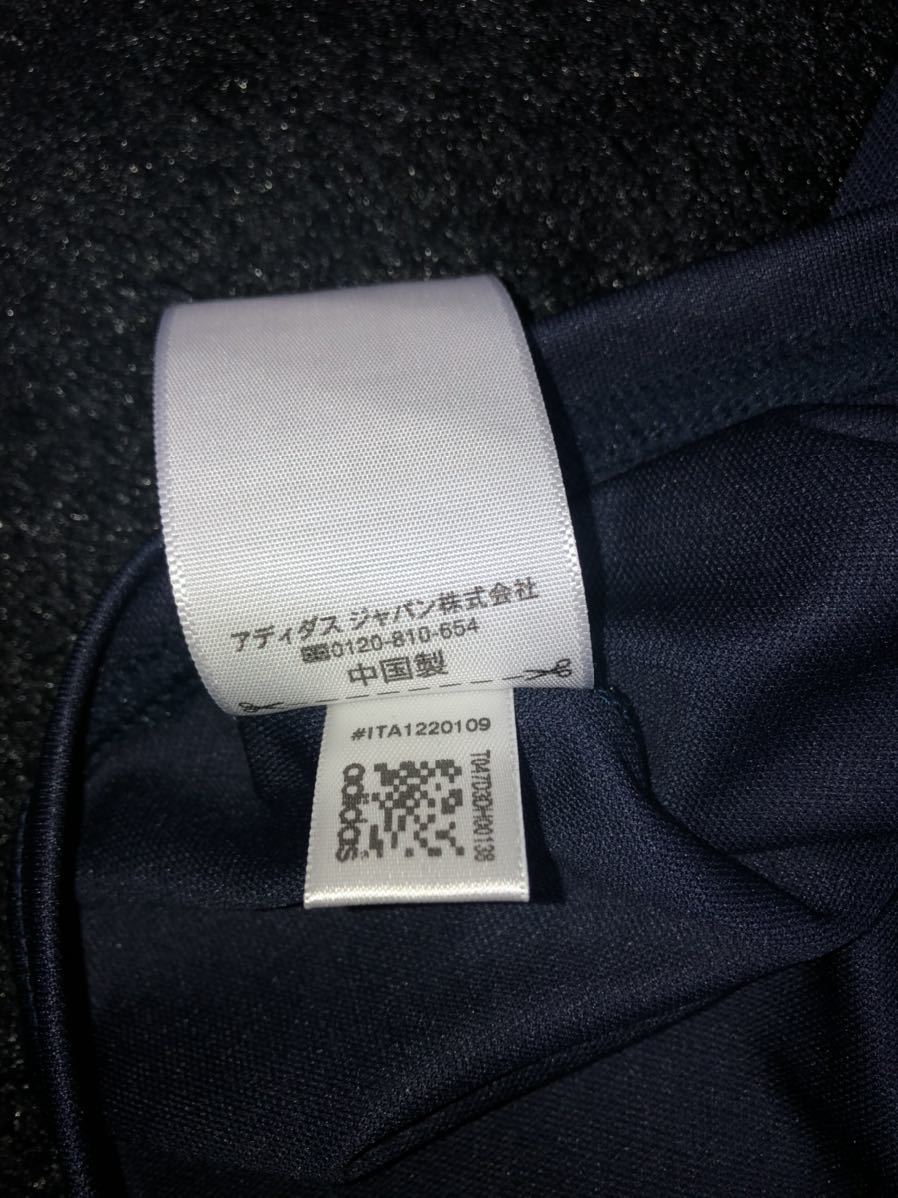 アディダス ジャパン株式会社
0120-810-654
中国製
#ITA1220109
adidas
T047D3DH00138